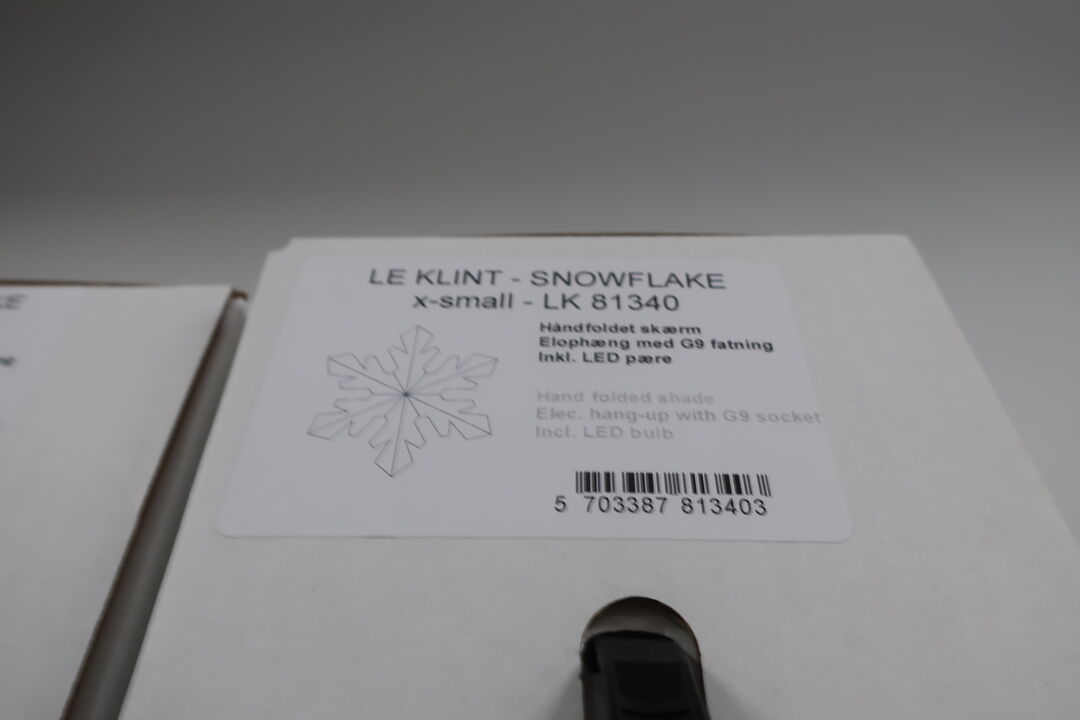 LE KLINT - SNOWFLAKE
x-small - LK 81340
Håndfoldet skærm
Elophæng med G9 fatning
Inkl. LED pære
Hand folded shade
Elec. hang-up with G9 socket
Incl. LED bulb
5 703387 813403